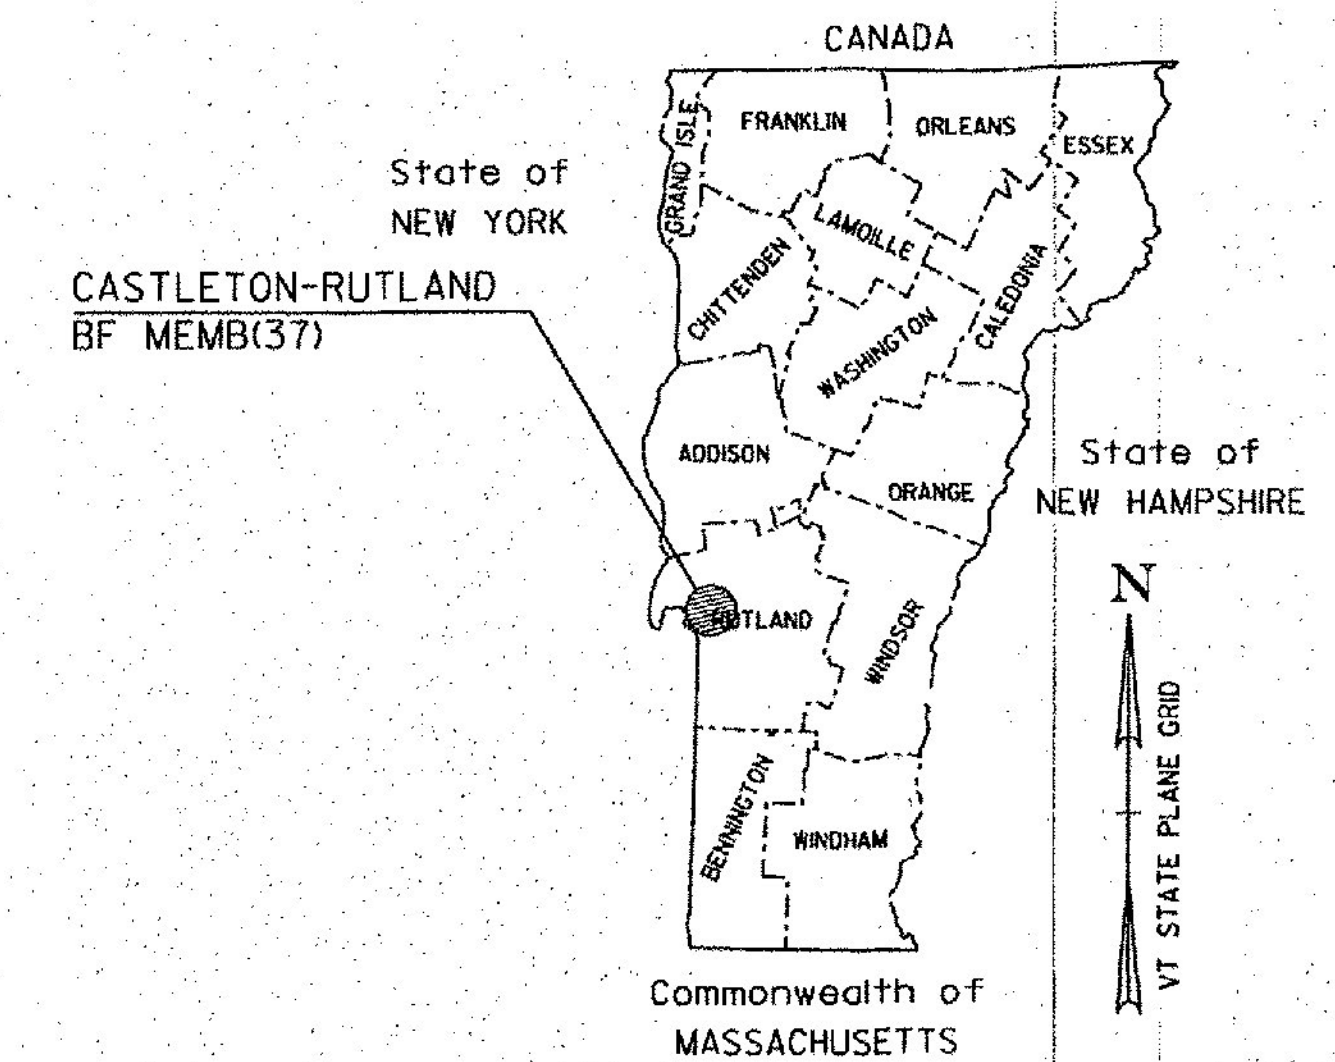 CANADA
FRANKLIN
ORLEANS
ESSEX
GRAND ISLE
State of
NEW YORK
LAMOILLE
CHITTENDEN
CALEDONIA
CASTLETON-RUTLAND
BF MEMB(37)
WASHINGTON
ADDISON
ORANGE
State of
NEW HAMPSHIRE
N
RUTLAND
WINDSOR
VT STATE PLANE GRID
BENNINGTON
WINDHAM
Commonwealth of
MASSACHUSETTS